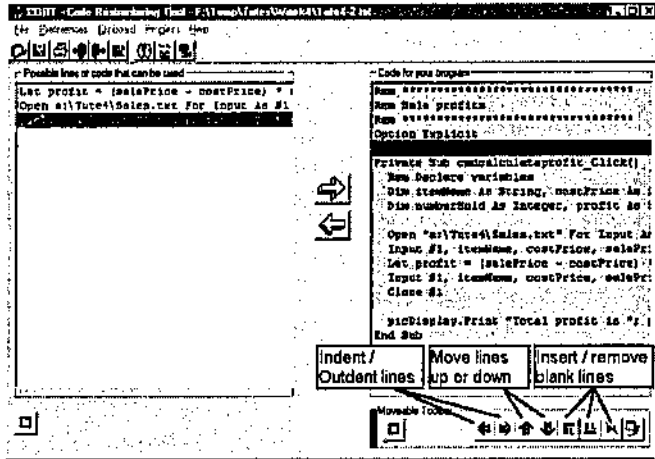 Possible lines of code that can be used
Let profit = (salePrice - costPrice) *
Open a:\Tute4\Sales.txt For Input As #1
Code for your program
Rem ***********************************
Rem Sale profits
Rem ***********************************
Option Explicit
Private Sub cmdcalculateprofit_Click()
Rem Declare variables
Dim itemName As String, costPrice As
Dim numberSold As Integer, profit as
Open "a:\Tute4\Sales.txt" For Input As
Input #1, itemName, costPrice, salePri
Let profit = (salePrice - costPrice)
Input #1, itemName, costPrice, salePri
Close #1
picDisplay.Print "Total profit is ";
End Sub
Indent / Outdent lines
Move lines up or down
Insert / remove blank lines
Moveable Toolbar